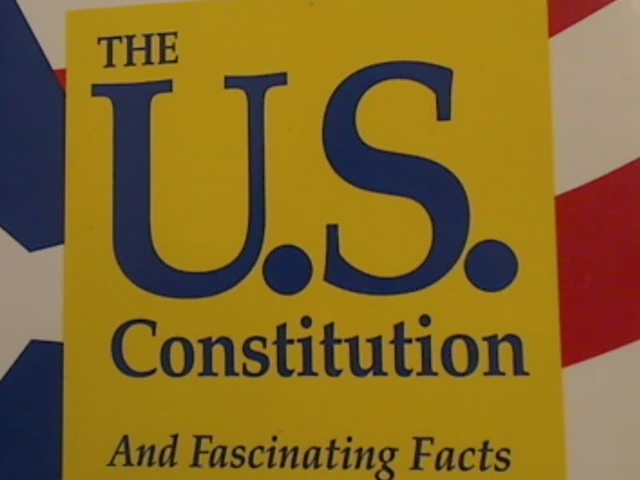 THE
U.S.
Constitution
And Fascinating Facts